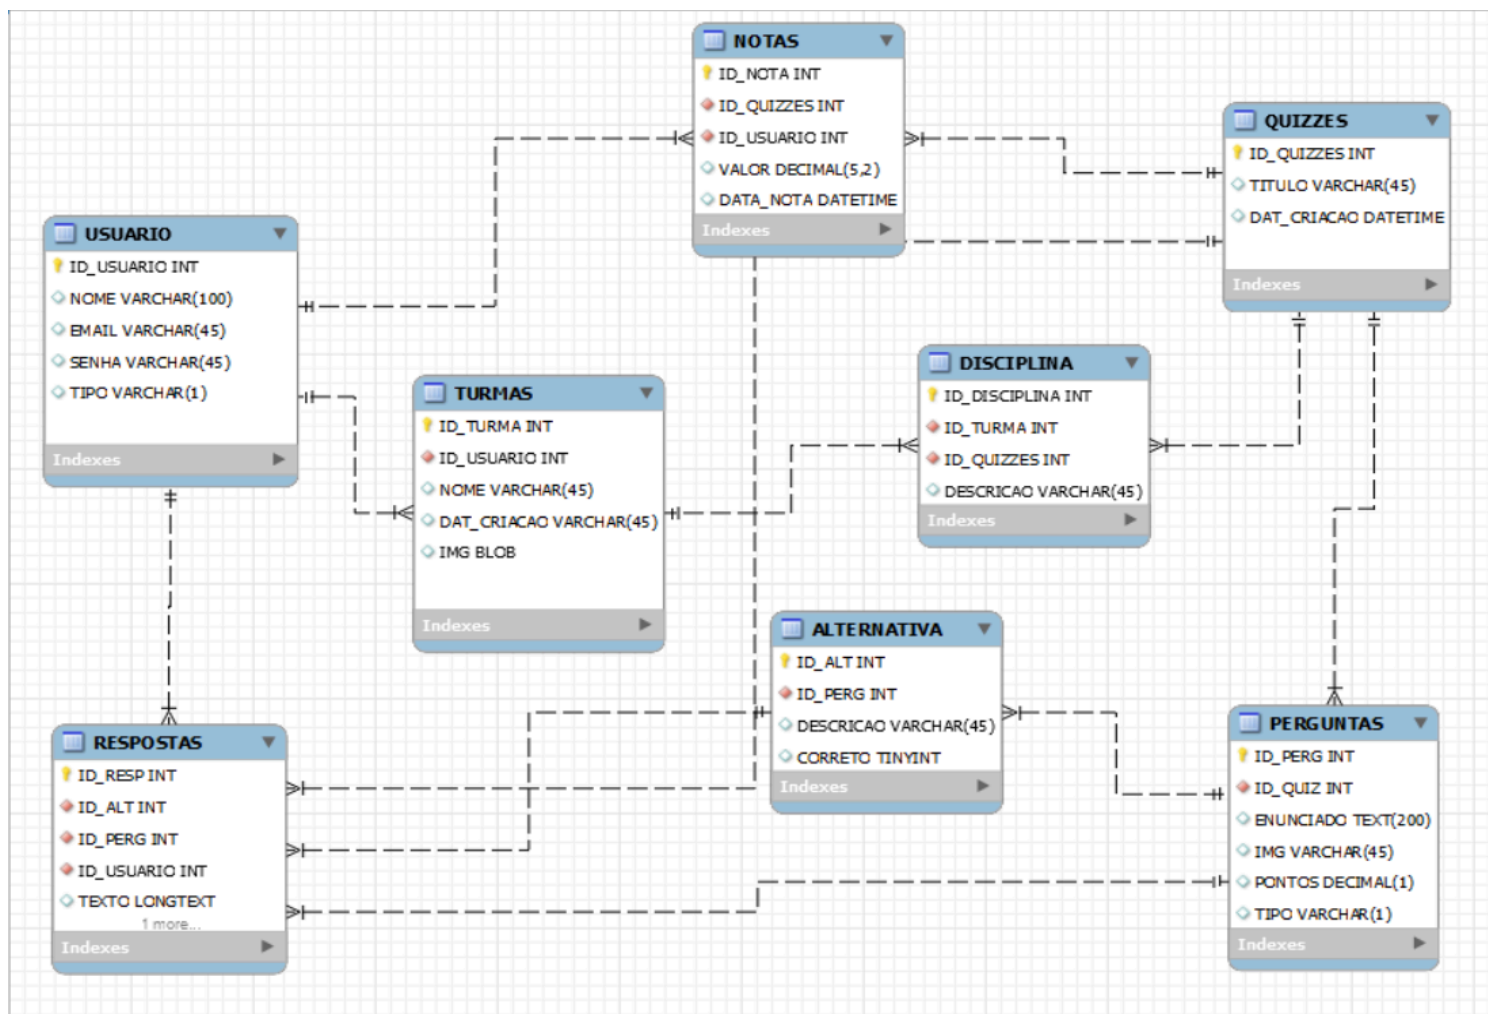 NOTAS
ID_NOTA INT
ID_QUIZZES INT
ID_USUARIO INT
VALOR DECIMAL(5,2)
DATA_NOTA DATETIME
Indexes
QUIZZES
ID_QUIZZES INT
TITULO VARCHAR(45)
DAT_CRIACAO DATETIME
Indexes
USUARIO
ID_USUARIO INT
NOME VARCHAR(100)
EMAIL VARCHAR(45)
SENHA VARCHAR(45)
TIPO VARCHAR(1)
Indexes
TURMAS
ID_TURMA INT
ID_USUARIO INT
NOME VARCHAR(45)
DAT_CRIACAO VARCHAR(45)
IMG BLOB
Indexes
DISCIPLINA
ID_DISCIPLINA INT
ID_TURMA INT
ID_QUIZZES INT
DESCRICAO VARCHAR(45)
Indexes
ALTERNATIVA
ID_ALT INT
ID_PERG INT
DESCRICAO VARCHAR(45)
CORRETO TINYINT
Indexes
RESPOSTAS
ID_RESP INT
ID_ALT INT
ID_PERG INT
ID_USUARIO INT
TEXTO LONGTEXT
1 more...
Indexes
PERGUNTAS
ID_PERG INT
ID_QUIZ INT
ENUNCIADO TEXT(200)
IMG VARCHAR(45)
PONTOS DECIMAL(1)
TIPO VARCHAR(1)
Indexes